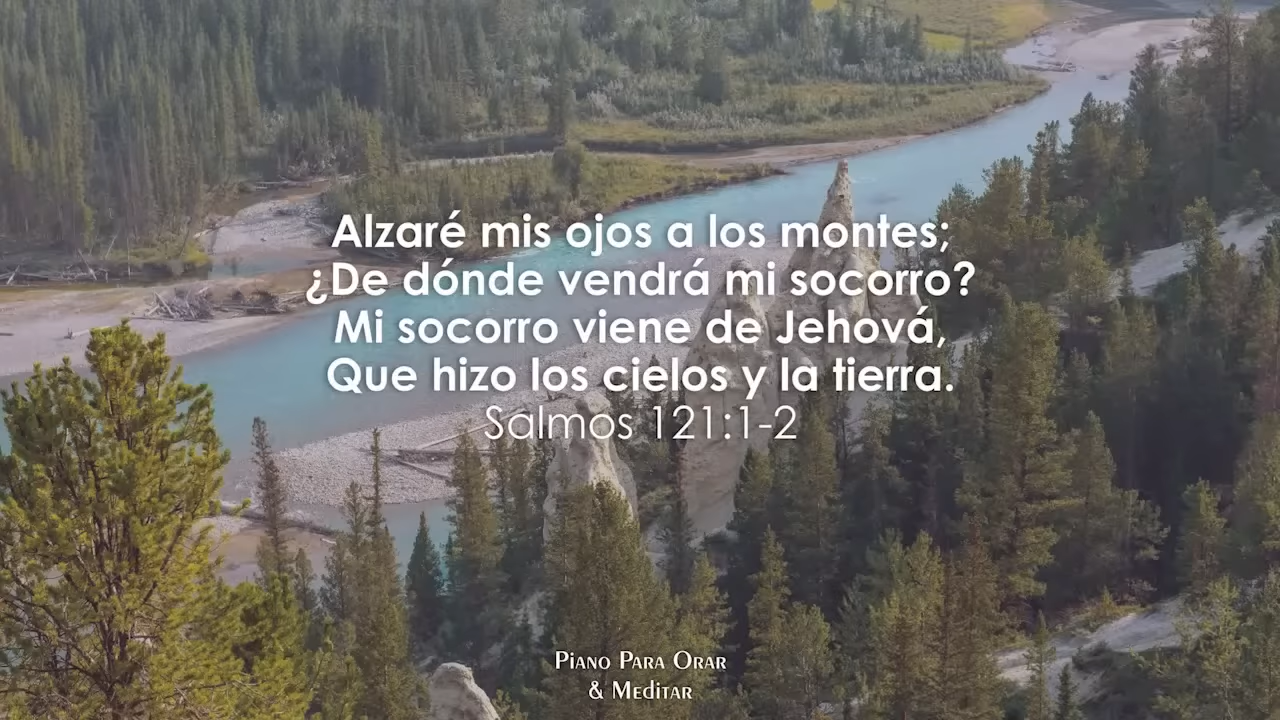 Alzaré mis ojos a los montes;
¿De dónde vendrá mi socorro?
Mi socorro viene de Jehová,
Que hizo los cielos y la tierra.
Salmos 121:1-2
Piano Para Orar
& Meditar